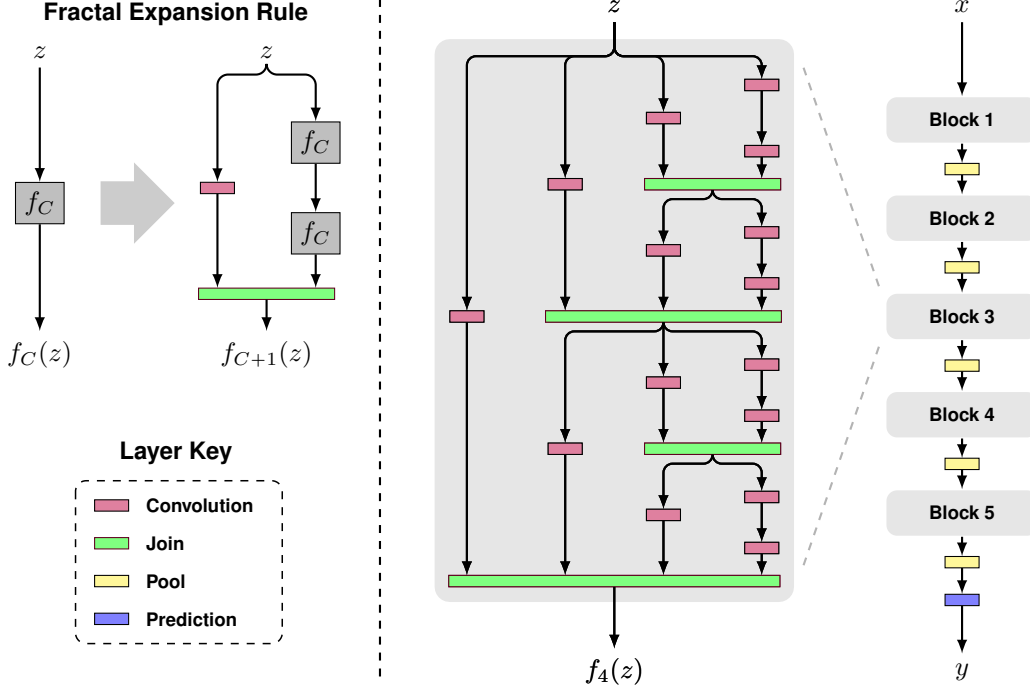 Fractal Expansion Rule
z
z
f_C
f_C
f_C
f_C(z)
f_{C+1}(z)
Layer Key
Convolution
Join
Pool
Prediction
z
f_4(z)
x
Block 1
Block 2
Block 3
Block 4
Block 5
y